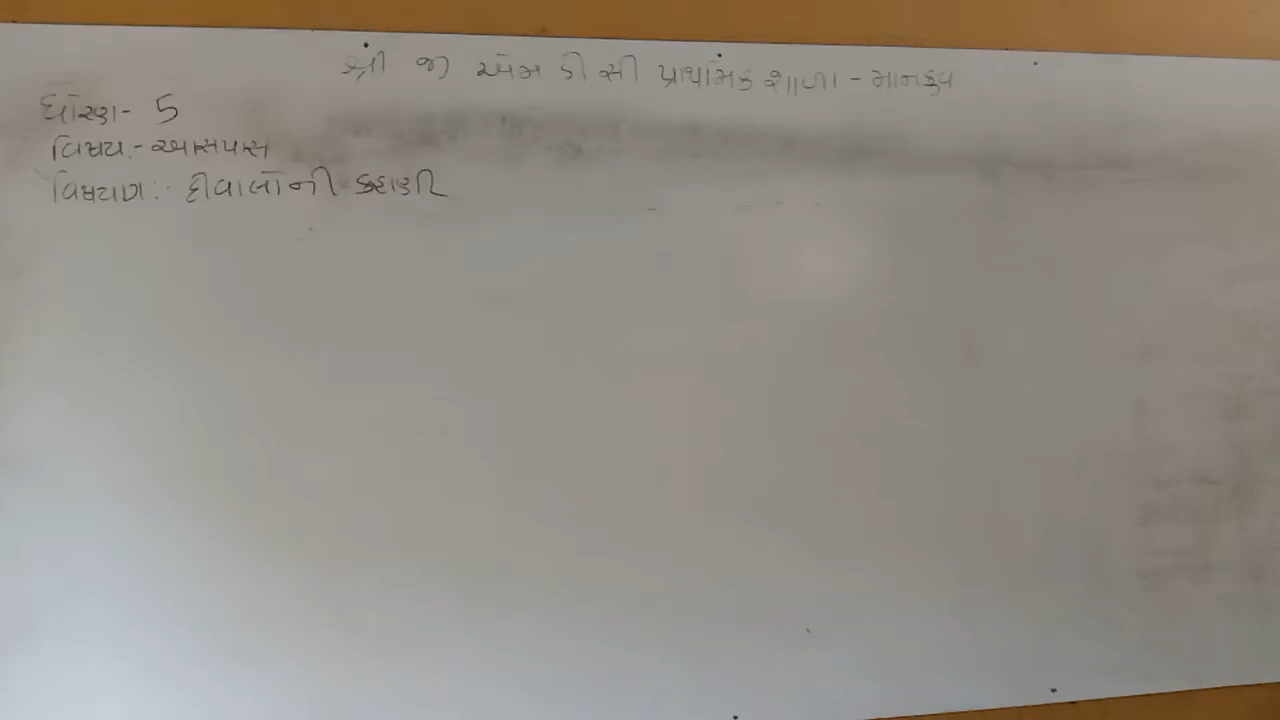 શ્રી જી એમ ડી સી પ્રાથમિક શાળા - માનકુવા
ધોરણ - 5
વિષય :- આસપાસ
વિષયાંગ :- દીવાલોની કહાણી